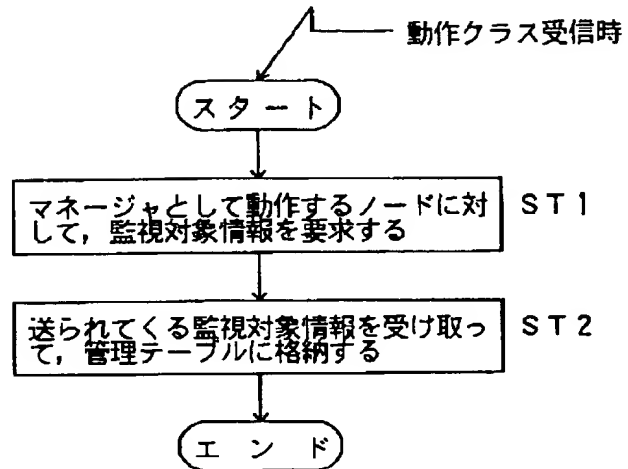 動作クラス受信時
スタート
マネージャとして動作するノードに対
して，監視対象情報を要求する
ST1
送られてくる監視対象情報を受け取っ
て，管理テーブルに格納する
ST2
エンド